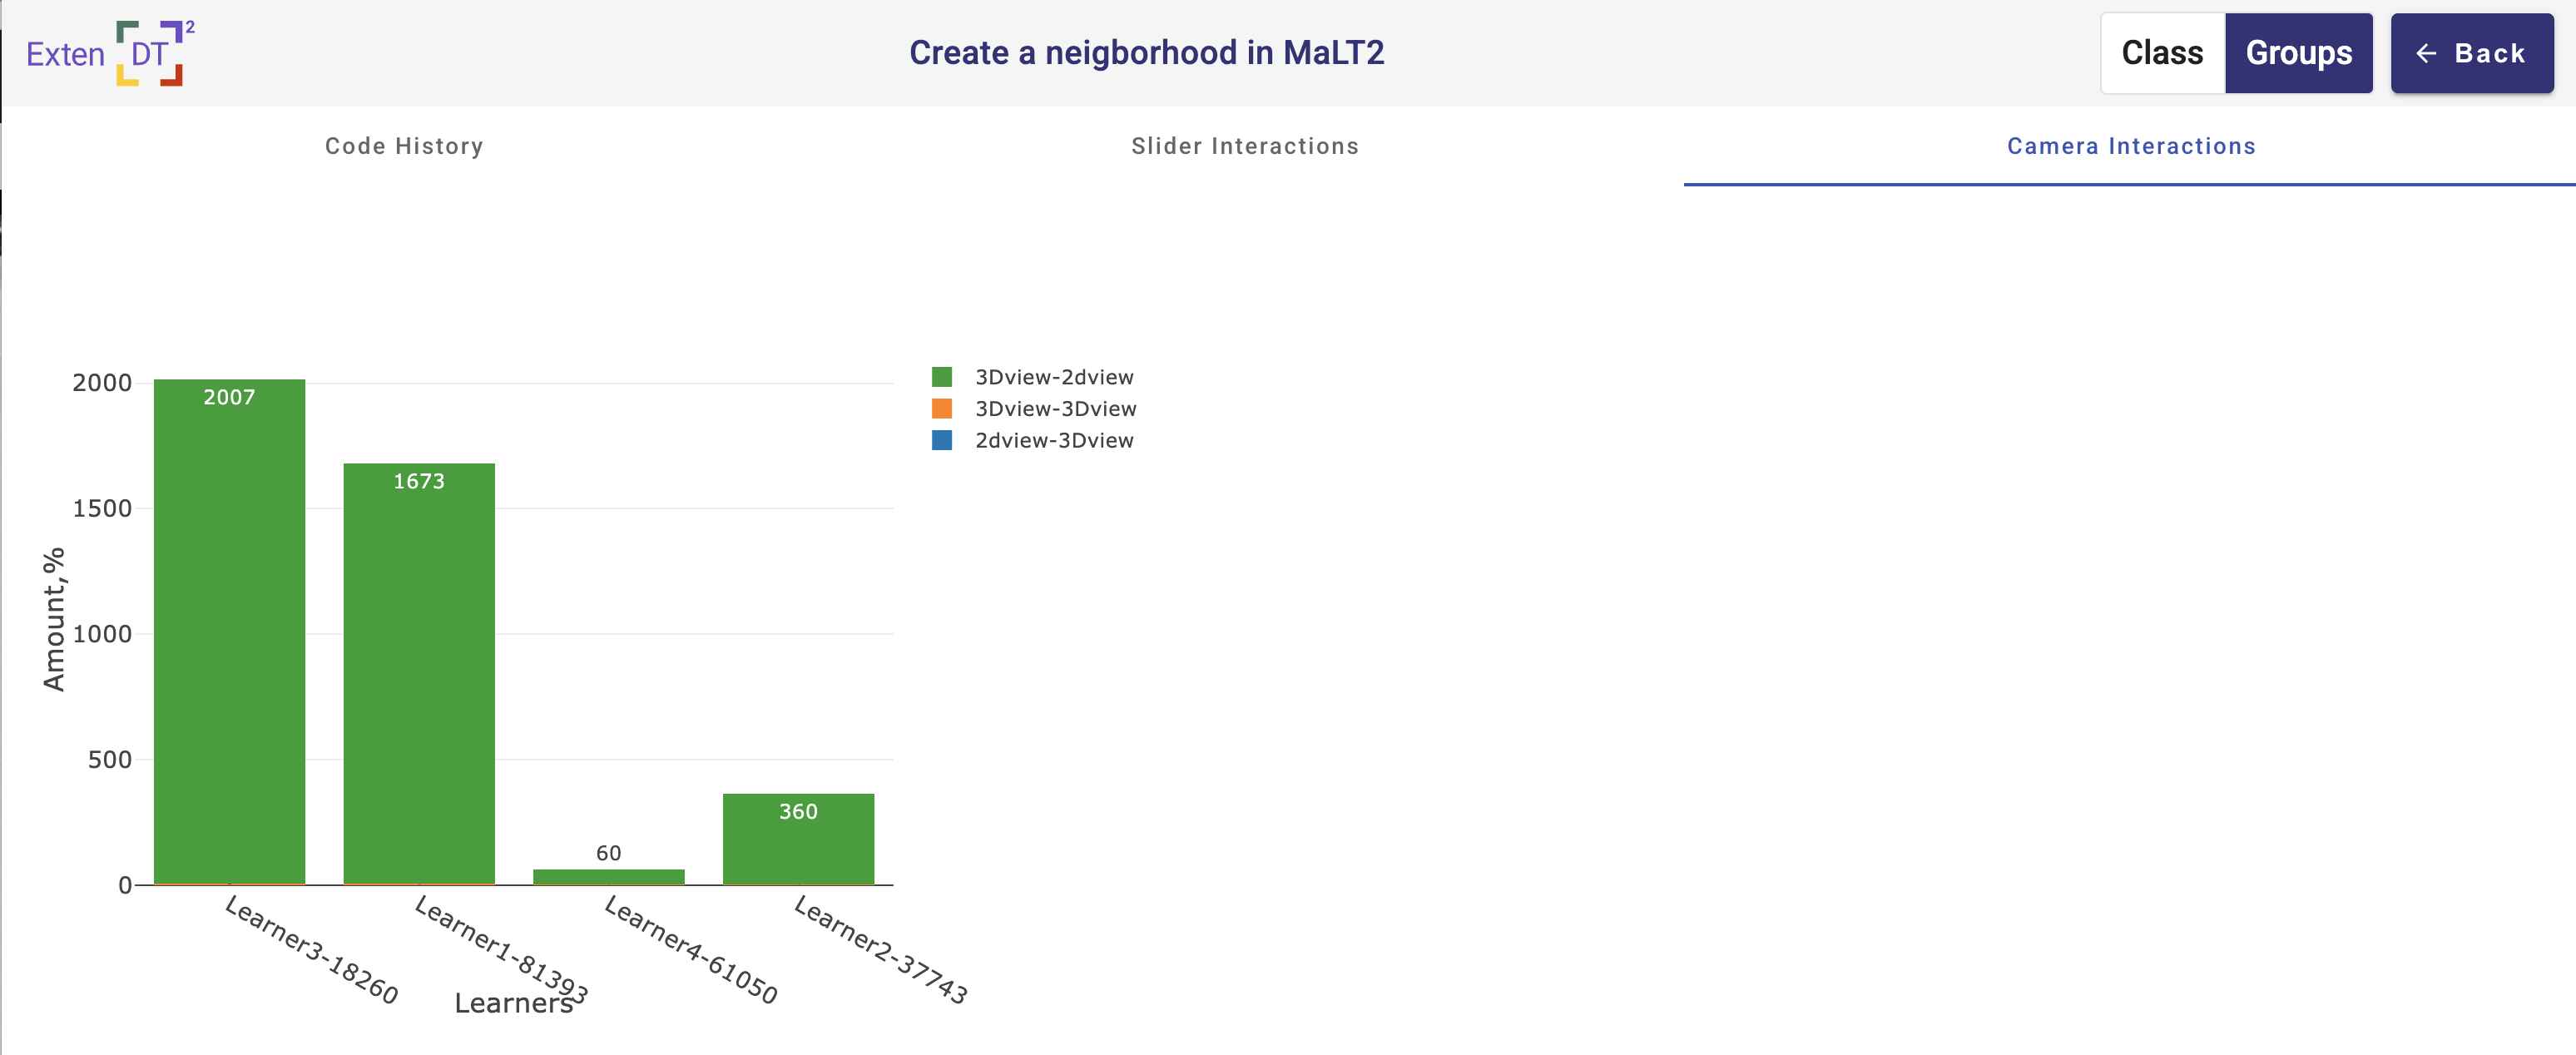 Exten DT 2
Create a neigborhood in MaLT2
Class
Groups
← Back
Code History
Slider Interactions
Camera Interactions
3Dview-2dview
3Dview-3Dview
2dview-3Dview
2000
1500
1000
500
0
Amount,%
2007
1673
60
360
Learner3-18260
Learner1-81393
Learner4-61050
Learner2-37743
Learners